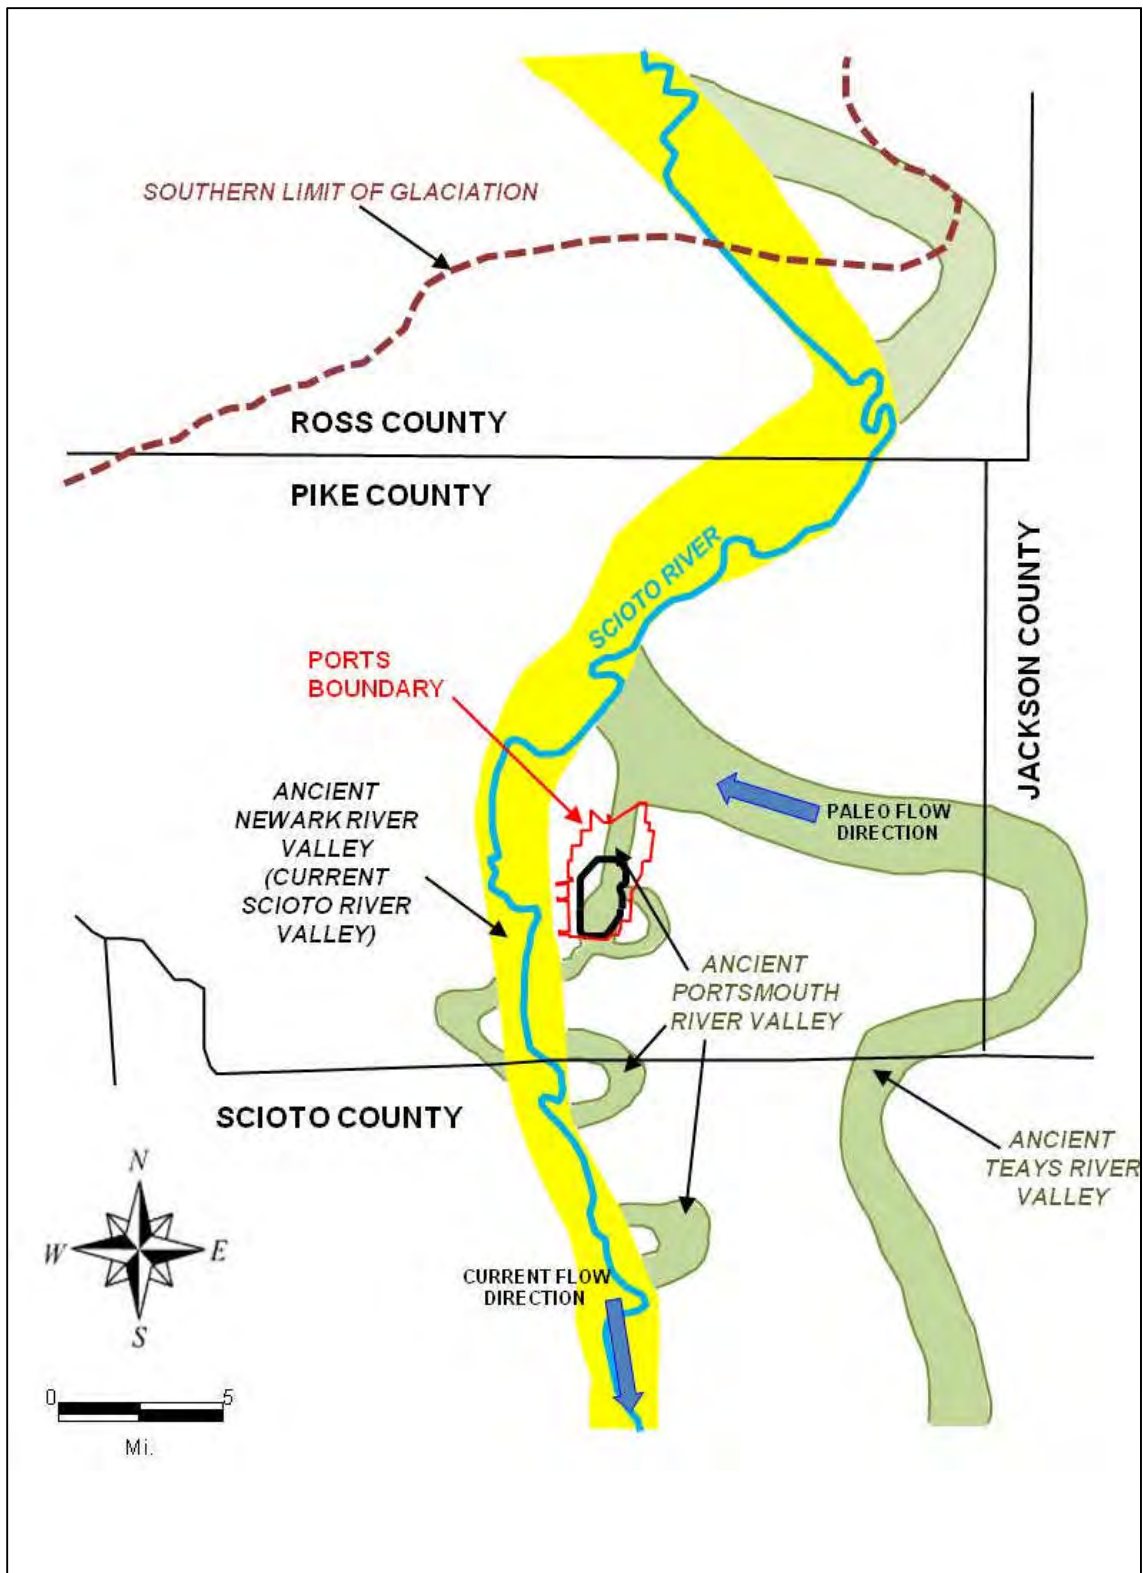 SOUTHERN LIMIT OF GLACIATION
ROSS COUNTY
PIKE COUNTY
SCIOTO RIVER
JACKSON COUNTY
PORTS
BOUNDARY
ANCIENT
NEWARK RIVER
VALLEY
(CURRENT
SCIOTO RIVER
VALLEY)
PALEO FLOW
DIRECTION
ANCIENT
PORTSMOUTH
RIVER VALLEY
SCIOTO COUNTY
ANCIENT
TEAYS RIVER
VALLEY
N
W
E
S
CURRENT FLOW
DIRECTION
0 5
Mi.